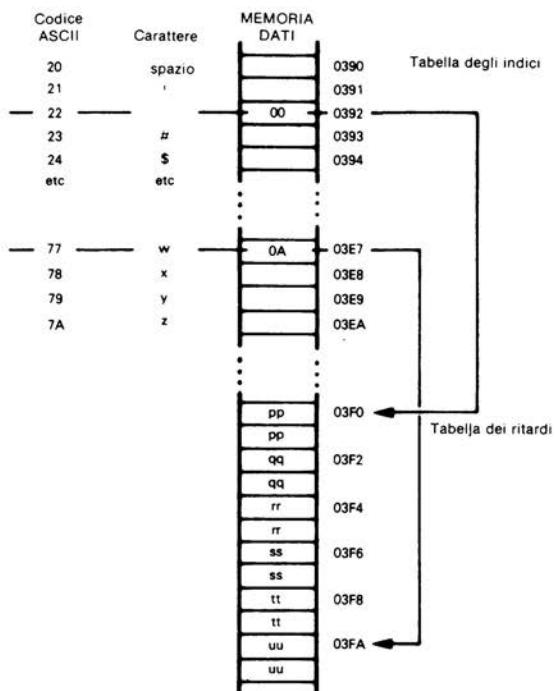 Codice ASCII Carattere MEMORIA DATI
20 spazio 0390 Tabella degli indici
21 ' 0391
22 00 0392
23 # 0393
24 $ 0394
etc etc
77 w 0A 03E7
78 x 03E8
79 y 03E9
7A z 03EA
pp 03F0
pp Tabella dei ritardi
qq 03F2
qq
rr 03F4
rr
ss 03F6
ss
tt 03F8
tt
uu 03FA
uu